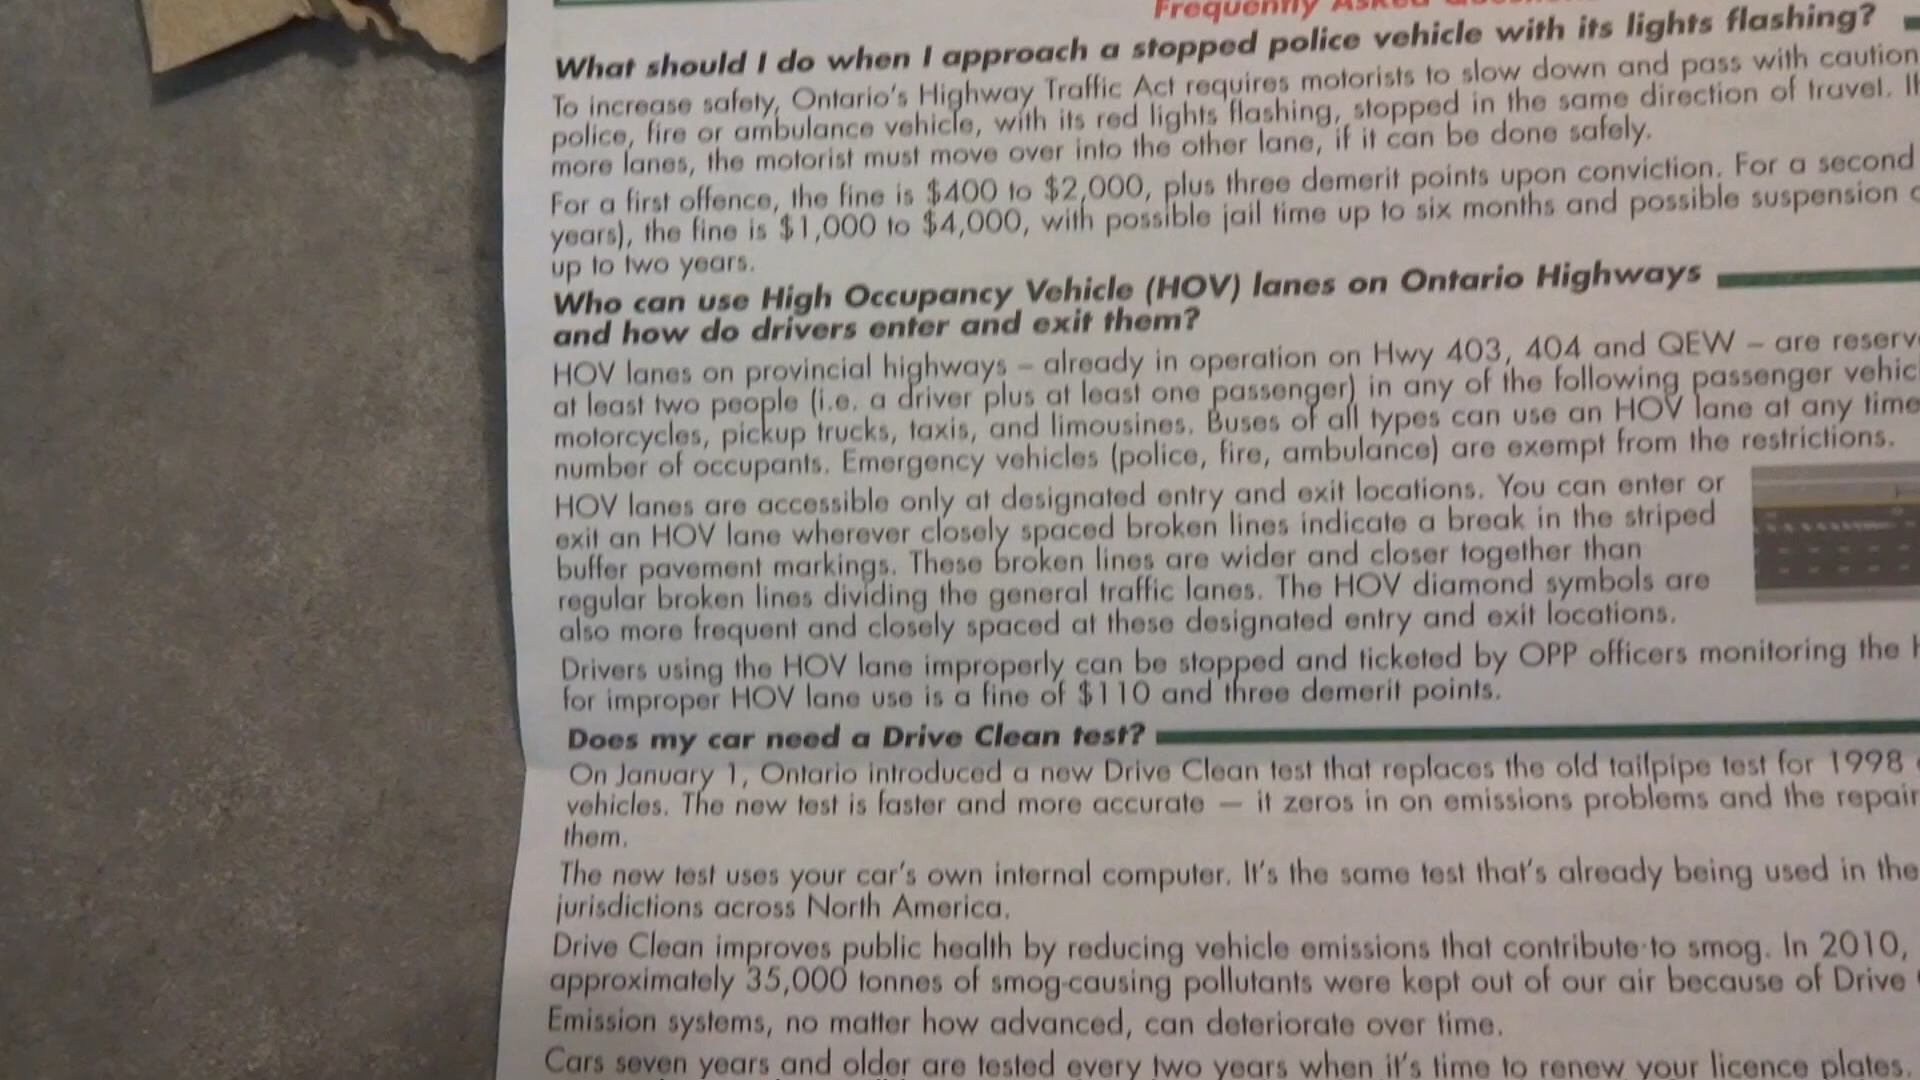 Frequently Asked Questions
What should I do when I approach a stopped police vehicle with its lights flashing?
To increase safety, Ontario's Highway Traffic Act requires motorists to slow down and pass with caution
police, fire or ambulance vehicle, with its red lights flashing, stopped in the same direction of travel. If
more lanes, the motorist must move over into the other lane, if it can be done safely.
For a first offence, the fine is $400 to $2,000, plus three demerit points upon conviction. For a second
years), the fine is $1,000 to $4,000, with possible jail time up to six months and possible suspension
up to two years.
Who can use High Occupancy Vehicle (HOV) lanes on Ontario Highways
and how do drivers enter and exit them?
HOV lanes on provincial highways – already in operation on Hwy 403, 404 and QEW – are reserv
at least two people (i.e. a driver plus at least one passenger) in any of the following passenger vehic
motorcycles, pickup trucks, taxis, and limousines. Buses of all types can use an HOV lane at any time
number of occupants. Emergency vehicles (police, fire, ambulance) are exempt from the restrictions.
HOV lanes are accessible only at designated entry and exit locations. You can enter or
exit an HOV lane wherever closely spaced broken lines indicate a break in the striped
buffer pavement markings. These broken lines are wider and closer together than
regular broken lines dividing the general traffic lanes. The HOV diamond symbols are
also more frequent and closely spaced at these designated entry and exit locations.
Drivers using the HOV lane improperly can be stopped and ticketed by OPP officers monitoring the
for improper HOV lane use is a fine of $110 and three demerit points.
Does my car need a Drive Clean test?
On January 1, Ontario introduced a new Drive Clean test that replaces the old tailpipe test for 1998
vehicles. The new test is faster and more accurate — it zeros in on emissions problems and the repair
them.
The new test uses your car's own internal computer. It's the same test that's already being used in the
jurisdictions across North America.
Drive Clean improves public health by reducing vehicle emissions that contribute to smog. In 2010,
approximately 35,000 tonnes of smog-causing pollutants were kept out of our air because of Drive
Emission systems, no matter how advanced, can deteriorate over time.
Cars seven years and older are tested every two years when it's time to renew your licence plates.